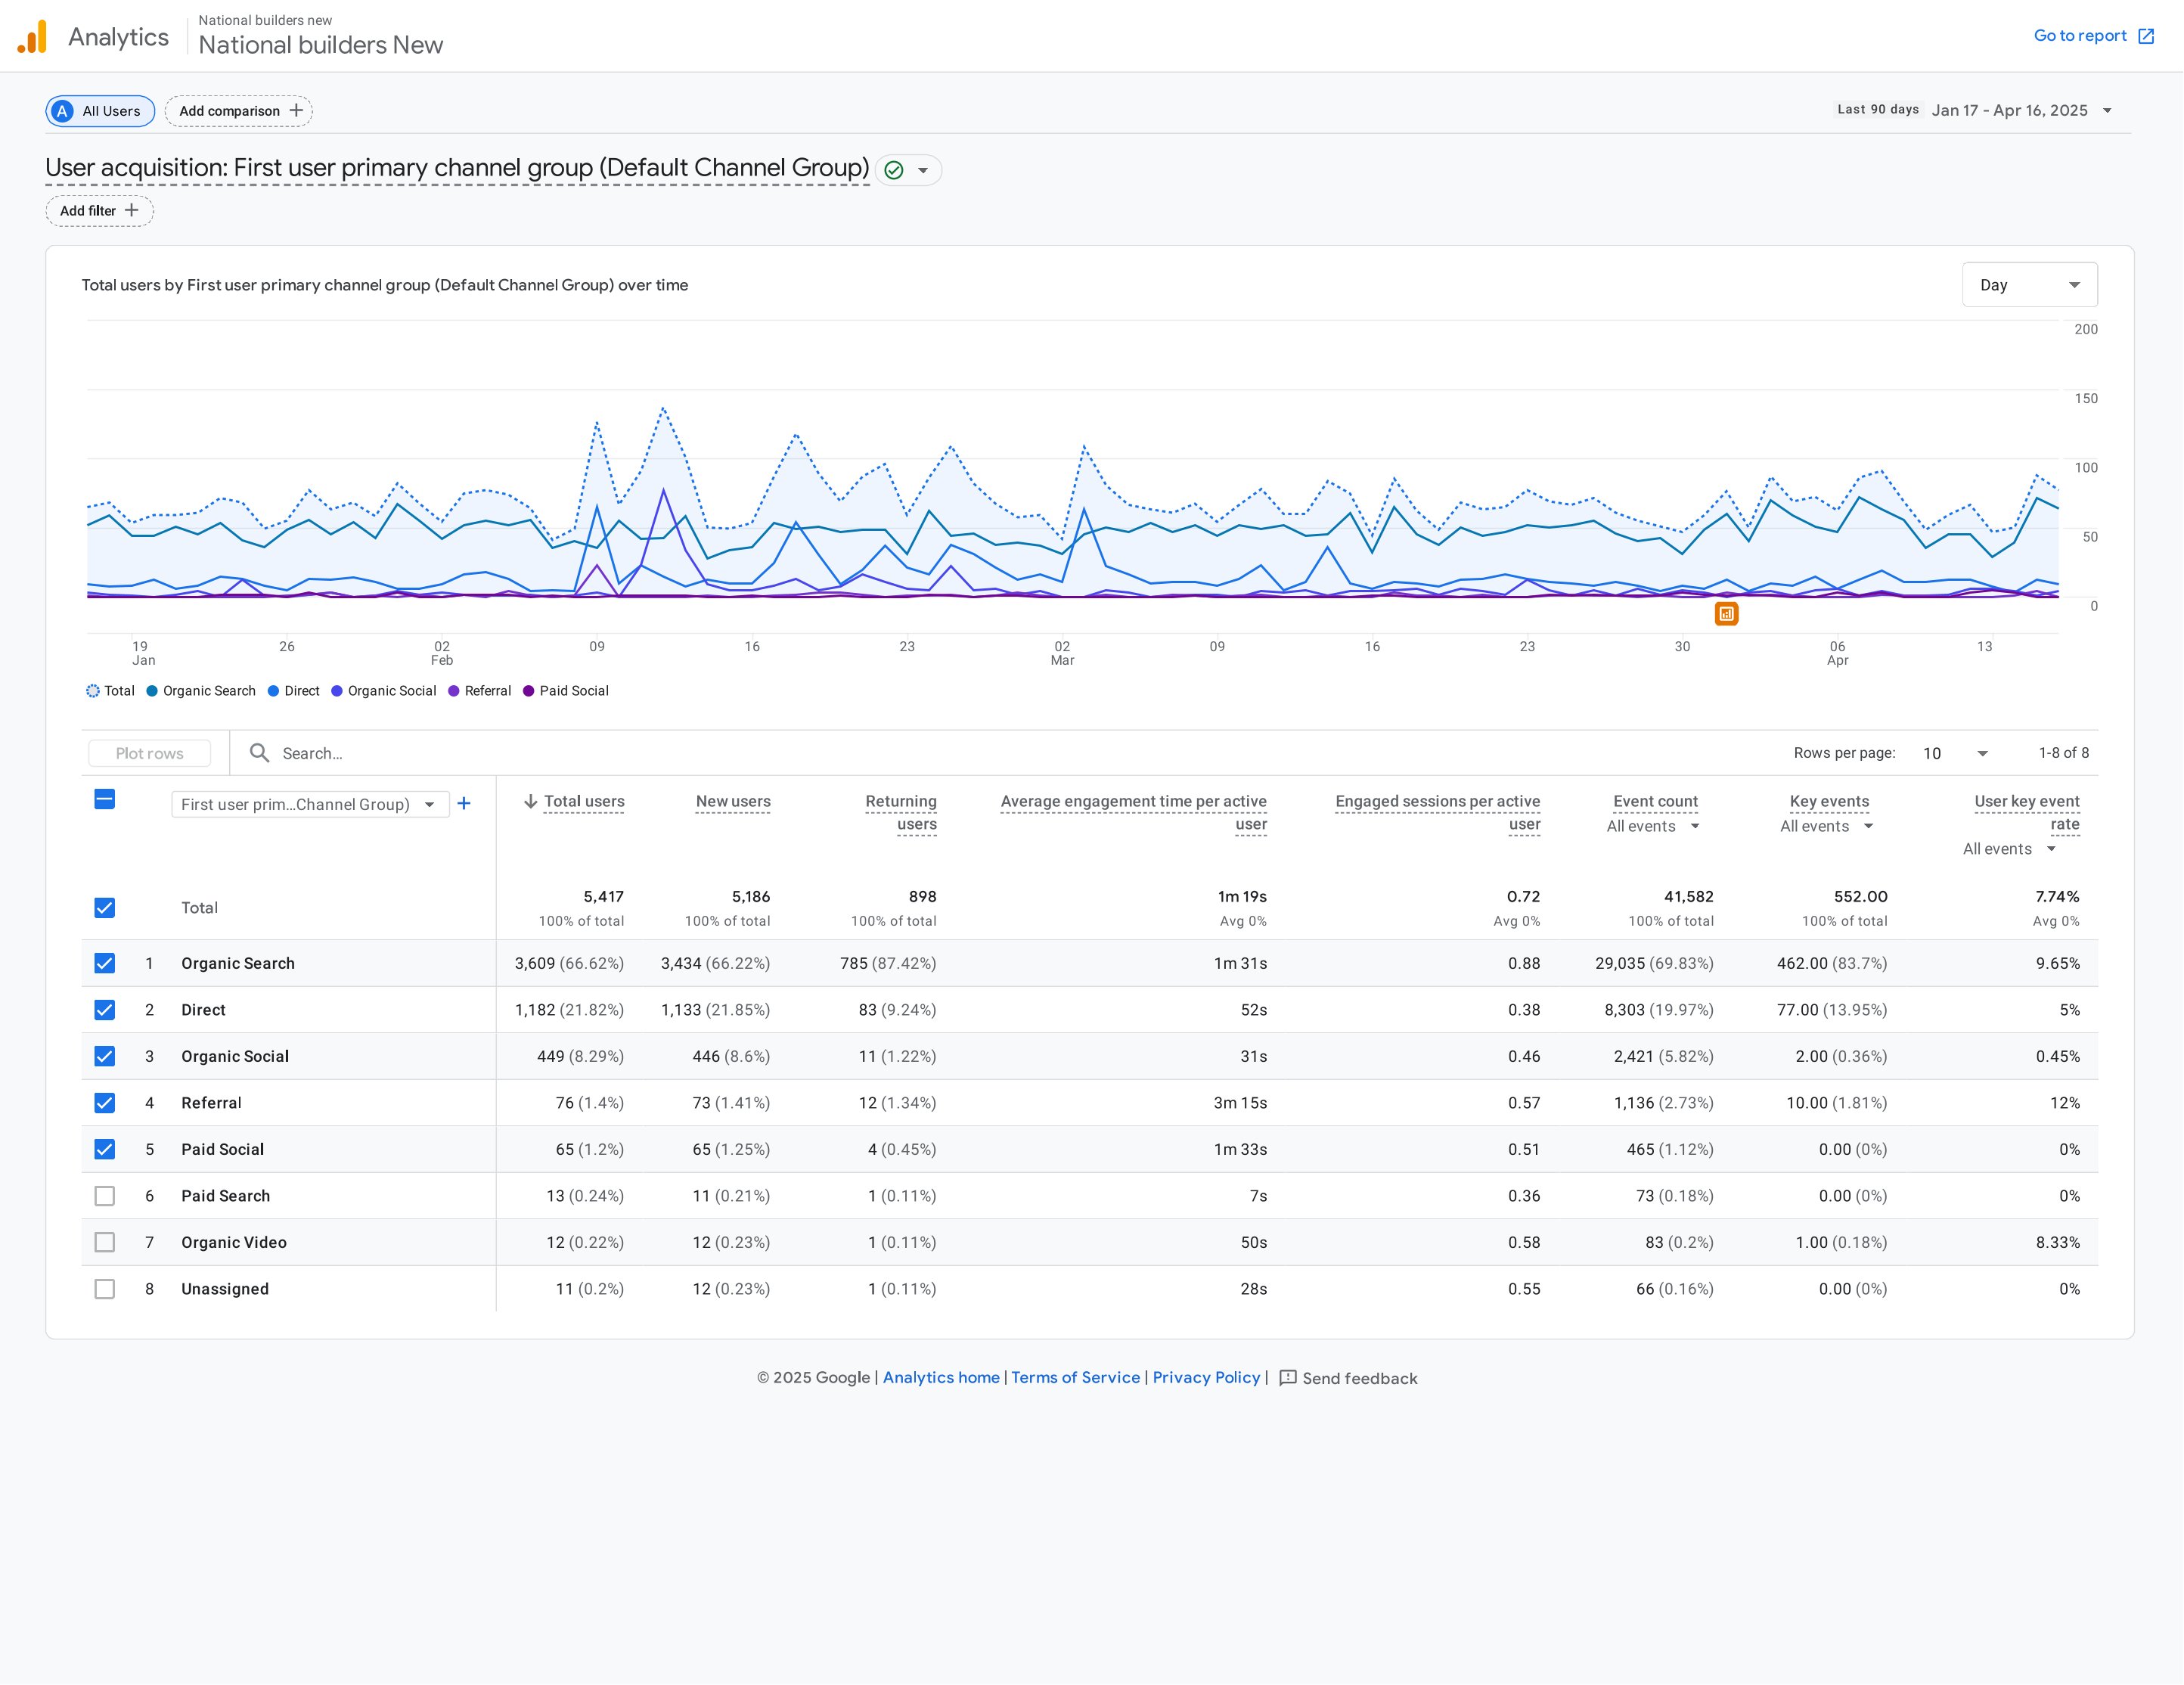 Analytics
National builders new
National builders New
Go to report
A All Users
Add comparison
Last 90 days Jan 17 - Apr 16, 2025
User acquisition: First user primary channel group (Default Channel Group)
Add filter
Total users by First user primary channel group (Default Channel Group) over time
Day
200
150
100
50
0
19 26 02 09 16 23 02 09 16 23 30 06 13
Jan Feb Mar Apr
Total Organic Search Direct Organic Social Referral Paid Social
Plot rows Search... Rows per page: 10 1-8 of 8
First user prim...Channel Group) Total users New users Returning Average engagement time per active Engaged sessions per active Event count Key events User key event
users user user All events All events rate
All events
Total 5,417 5,186 898 1m 19s 0.72 41,582 552.00 7.74%
100% of total 100% of total 100% of total Avg 0% Avg 0% 100% of total 100% of total Avg 0%
1 Organic Search 3,609 (66.62%) 3,434 (66.22%) 785 (87.42%) 1m 31s 0.88 29,035 (69.83%) 462.00 (83.7%) 9.65%
2 Direct 1,182 (21.82%) 1,133 (21.85%) 83 (9.24%) 52s 0.38 8,303 (19.97%) 77.00 (13.95%) 5%
3 Organic Social 449 (8.29%) 446 (8.6%) 11 (1.22%) 31s 0.46 2,421 (5.82%) 2.00 (0.36%) 0.45%
4 Referral 76 (1.4%) 73 (1.41%) 12 (1.34%) 3m 15s 0.57 1,136 (2.73%) 10.00 (1.81%) 12%
5 Paid Social 65 (1.2%) 65 (1.25%) 4 (0.45%) 1m 33s 0.51 465 (1.12%) 0.00 (0%) 0%
6 Paid Search 13 (0.24%) 11 (0.21%) 1 (0.11%) 7s 0.36 73 (0.18%) 0.00 (0%) 0%
7 Organic Video 12 (0.22%) 12 (0.23%) 1 (0.11%) 50s 0.58 83 (0.2%) 1.00 (0.18%) 8.33%
8 Unassigned 11 (0.2%) 12 (0.23%) 1 (0.11%) 28s 0.55 66 (0.16%) 0.00 (0%) 0%
© 2025 Google | Analytics home | Terms of Service | Privacy Policy | Send feedback